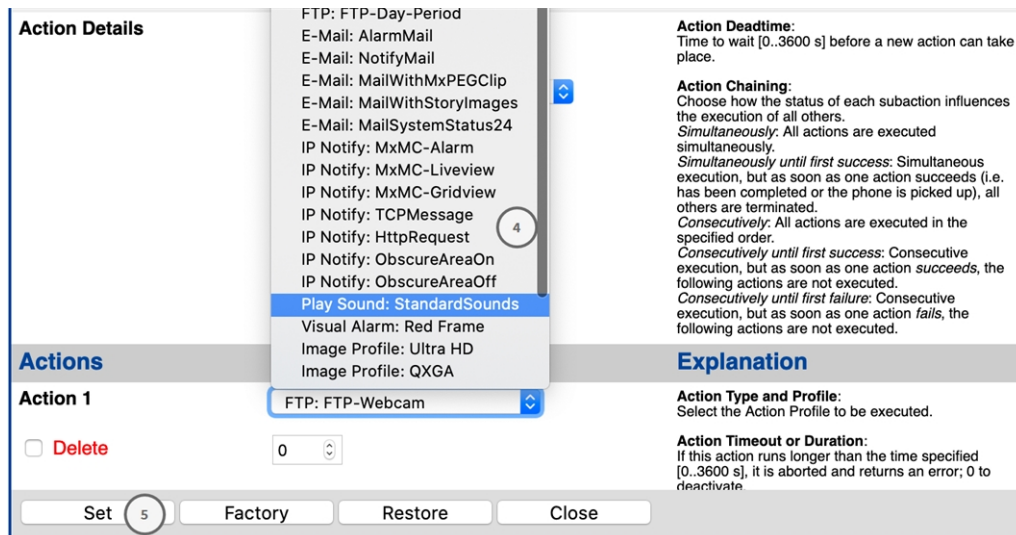 FTP: FTP-Day-Period
Action Details
E-Mail: AlarmMail
E-Mail: NotifyMail
E-Mail: MailWithMxPEGClip
E-Mail: MailWithStoryImages
E-Mail: MailSystemStatus24
IP Notify: MxMC-Alarm
IP Notify: MxMC-Liveview
IP Notify: MxMC-Gridview
IP Notify: TCPMessage
4
IP Notify: HttpRequest
IP Notify: ObscureAreaOn
IP Notify: ObscureAreaOff
Play Sound: StandardSounds
Visual Alarm: Red Frame
Image Profile: Ultra HD
Image Profile: QXGA
Action Deadtime:
Time to wait [0..3600 s] before a new action can take
place.
Action Chaining:
Choose how the status of each subaction influences
the execution of all others.
Simultaneously: All actions are executed
simultaneously.
Simultaneously until first success: Simultaneous
execution, but as soon as one action succeeds (i.e.
has been completed or the phone is picked up), all
others are terminated.
Consecutively: All actions are executed in the
specified order.
Consecutively until first success: Consecutive
execution, but as soon as one action succeeds, the
following actions are not executed.
Consecutively until first failure: Consecutive
execution, but as soon as one action fails, the
following actions are not executed.
Actions
Explanation
Action 1
FTP: FTP-Webcam
Action Type and Profile:
Select the Action Profile to be executed.
Delete
0
Action Timeout or Duration:
If this action runs longer than the time specified
[0..3600 s], it is aborted and returns an error; 0 to
deactivate.
Set
5
Factory
Restore
Close